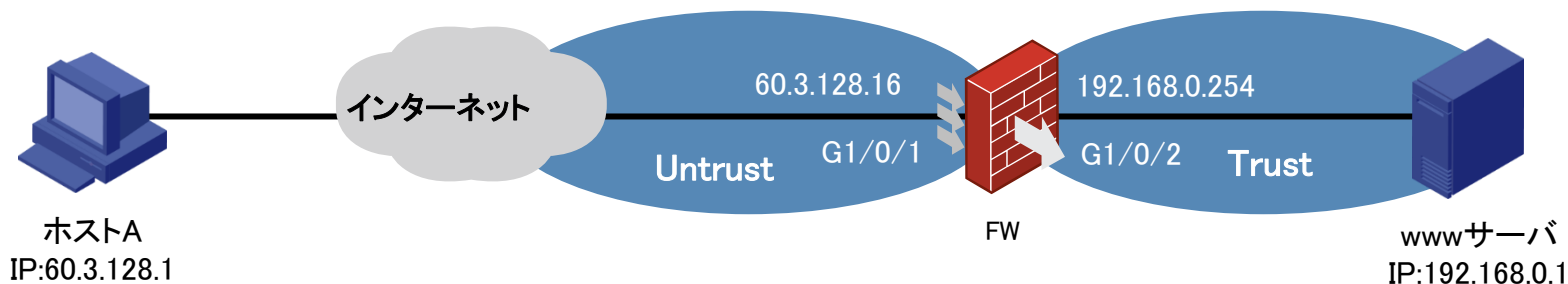 60.3.128.16
192.168.0.254
インターネット
G1/0/1
G1/0/2
Untrust
Trust
ホストA
IP:60.3.128.1
FW
wwwサーバ
IP:192.168.0.1